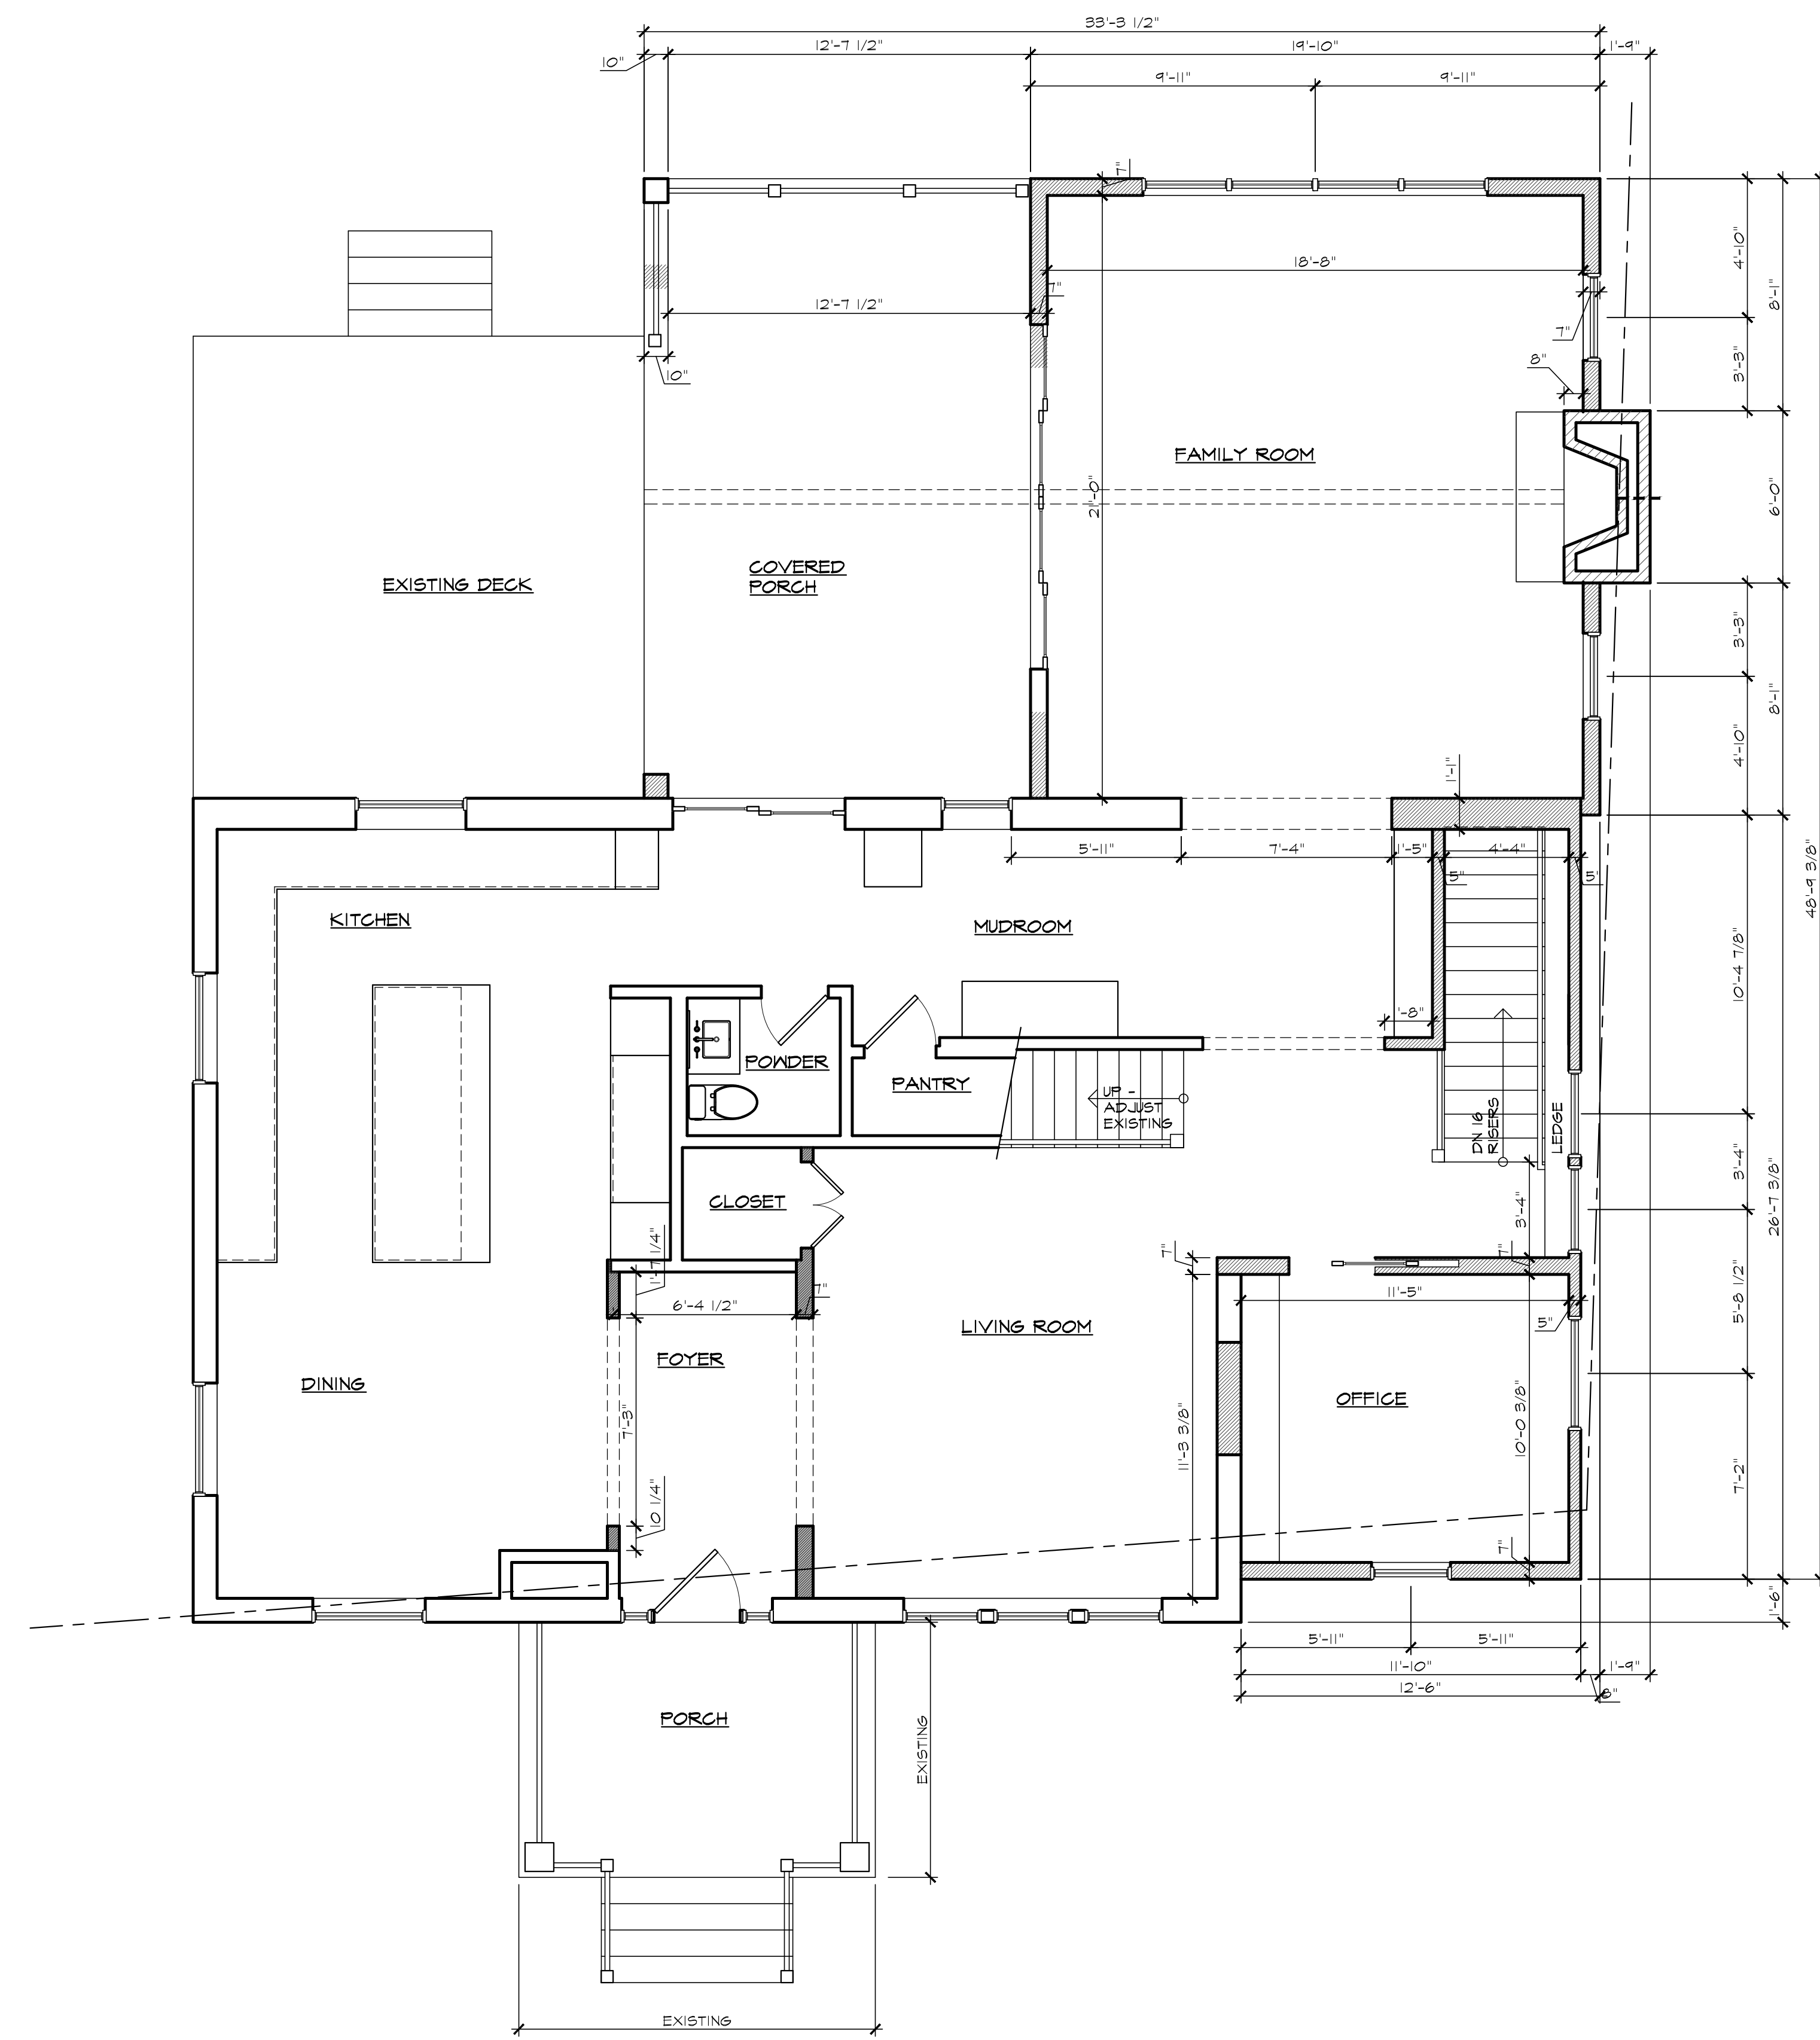 33'-3 1/2"
12'-7 1/2"
19'-10"
1'-9"
10"
9'-11"
9'-11"
7"
4'-10"
8'-1"
18'-8"
7"
12'-7 1/2"
7"
3'-3"
8"
10"
FAMILY ROOM
21'-0"
6'-0"
EXISTING DECK
COVERED
PORCH
3'-3"
8'-1"
4'-10"
1'-1"
5'-11"
7'-4"
1'-5"
4'-4"
5"
5"
48'-9 3/8"
KITCHEN
MUDROOM
10'-4 7/8"
'-8"
POWDER
PANTRY
UP -
ADJUST
EXISTING
DN 16
RISERS
LEDGE
3'-4"
26'-7 3/8"
CLOSET
3'-4"
1'-7 1/4"
7"
7"
6'-4 1/2"
7"
11'-5"
5"
5'-8 1/2"
LIVING ROOM
FOYER
DINING
OFFICE
7'-3"
11'-3 3/8"
10'-0 3/8"
7'-2"
10 1/4"
7"
1'-6"
5'-11"
5'-11"
11'-10"
1'-9"
8"
12'-6"
PORCH
EXISTING
EXISTING